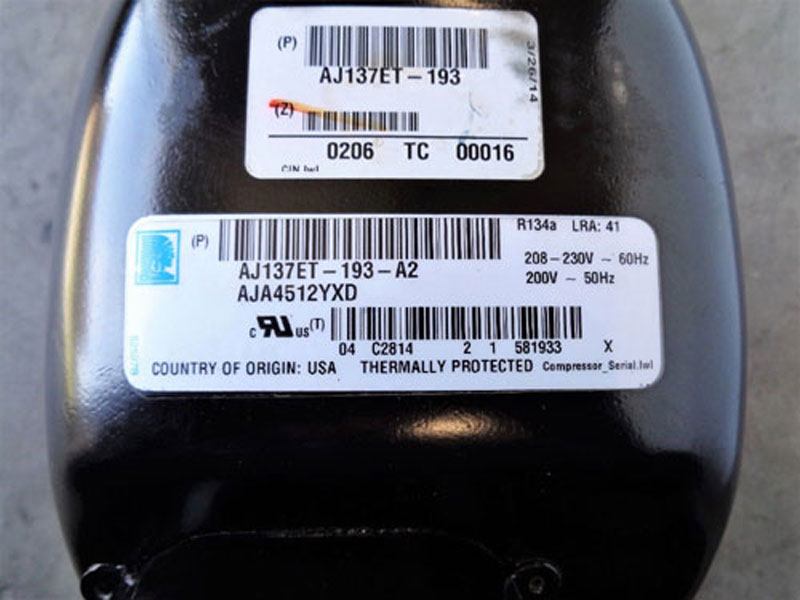 (P)
AJ137ET-193
3/26/14
(Z)
0206 TC 00016
R134a LRA: 41
(P)
AJ137ET-193-A2
208-230V ~ 60Hz
AJA4512YXD
200V ~ 50Hz
c RU US (T)
04 C2814 2 1 581933 X
COUNTRY OF ORIGIN: USA THERMALLY PROTECTED Compressor_Serial.lwl